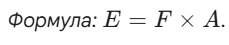 Формула: E = F × A.